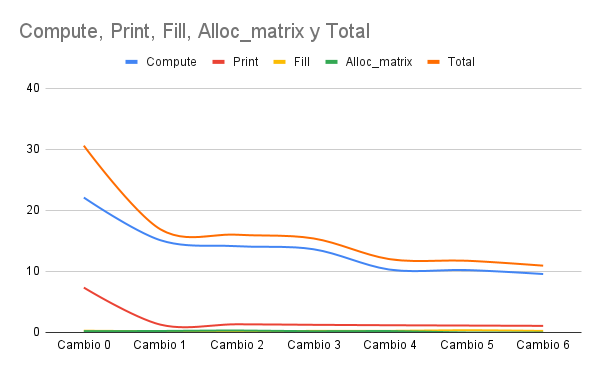 Compute, Print, Fill, Alloc_matrix y Total
Compute Print Fill Alloc_matrix Total
40
30
20
10
0
Cambio 0 Cambio 1 Cambio 2 Cambio 3 Cambio 4 Cambio 5 Cambio 6